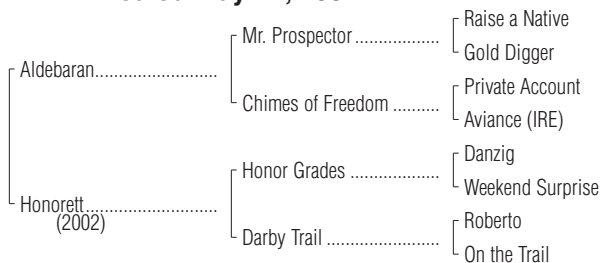 Raise a Native
Mr. Prospector ..................
Gold Digger
Aldebaran..........................
Private Account
Chimes of Freedom ..........
Aviance (IRE)
Danzig
Honor Grades ...................
Weekend Surprise
Honorett............................
(2002)
Roberto
Darby Trail ........................
On the Trail